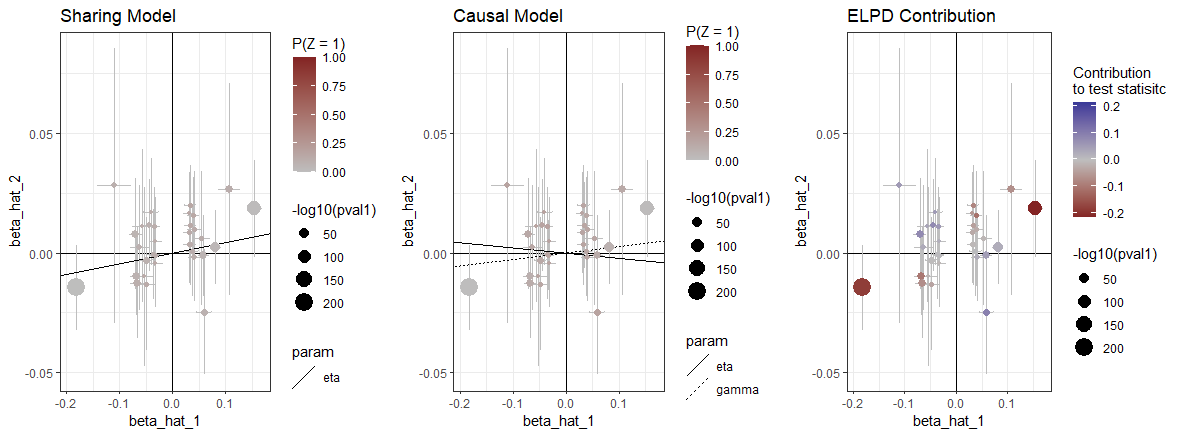 Sharing Model
beta_hat_2
0.05
0.00
-0.05
-0.2
-0.1
0.0
0.1
beta_hat_1
P(Z = 1)
1.00
0.75
0.50
0.25
0.00
-log10(pval1)
50
100
150
200
param
eta
Causal Model
beta_hat_2
0.05
0.00
-0.05
-0.2
-0.1
0.0
0.1
beta_hat_1
P(Z = 1)
1.00
0.75
0.50
0.25
0.00
-log10(pval1)
50
100
150
200
param
eta
gamma
ELPD Contribution
beta_hat_2
0.05
0.00
-0.05
-0.2
-0.1
0.0
0.1
beta_hat_1
Contribution
to test statisitc
0.2
0.1
0.0
-0.1
-0.2
-log10(pval1)
50
100
150
200